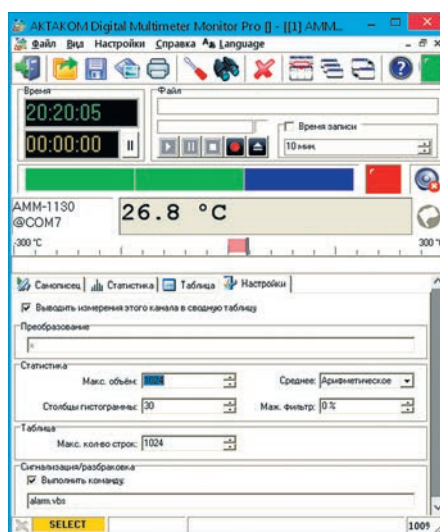 AKTAKOM Digital Multimeter Monitor Pro [] - [[1] AMM...
Файл Вид Настройки Справка Aa Language
Время
Файл
20:20:05
00:00:00
Время записи
10 мин.
AMM-1130
@COM7
26.8 °C
-300 °C
300 °C
Самописец Статистика Таблица Настройки
Выводить измерения этого канала в сводную таблицу
Преобразование
Статистика
Макс. объём: 1024
Среднее: Арифметическое
Столбцы гистограммы: 30
Маж. фильтр: 0 %
Таблица
Макс. кол-во строк: 1024
Сигнализация/разбраковка
Выполнить команду:
alarm.vbs
SELECT